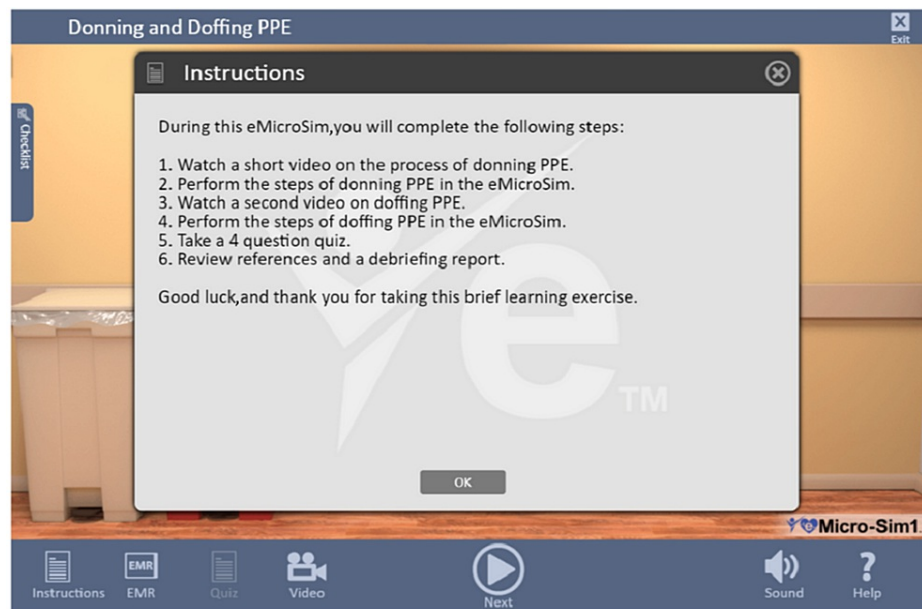 Donning and Doffing PPE
Exit
Instructions
Checklist
During this eMicroSim,you will complete the following steps:
1. Watch a short video on the process of donning PPE.
2. Perform the steps of donning PPE in the eMicroSim.
3. Watch a second video on doffing PPE.
4. Perform the steps of doffing PPE in the eMicroSim.
5. Take a 4 question quiz.
6. Review references and a debriefing report.
Good luck,and thank you for taking this brief learning exercise.
e
TM
OK
Micro-Sim1.
Instructions
EMR
EMR
Quiz
Video
Next
Sound
Help